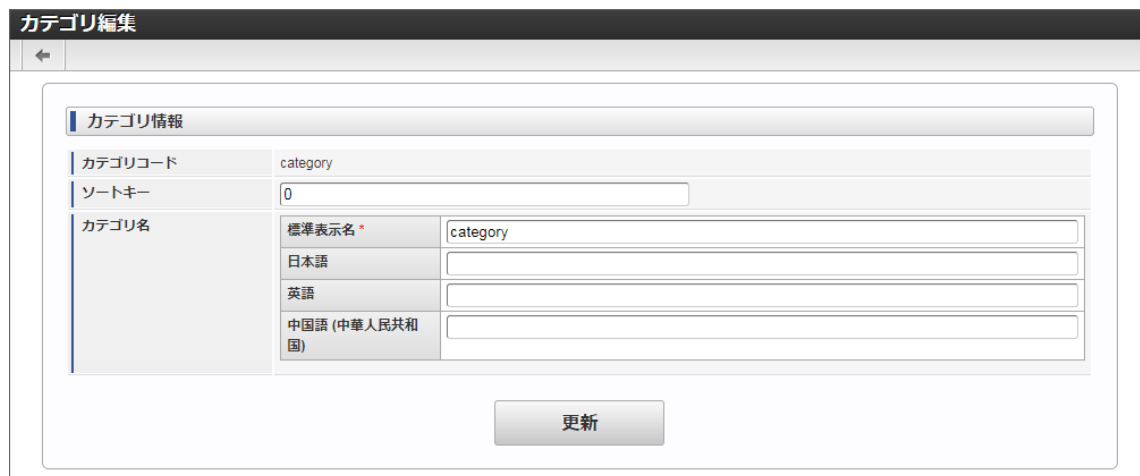 カテゴリ編集
カテゴリ情報
カテゴリコード category
ソートキー 0
カテゴリ名 標準表示名 * category
日本語
英語
中国語 (中華人民共和
国)
更新